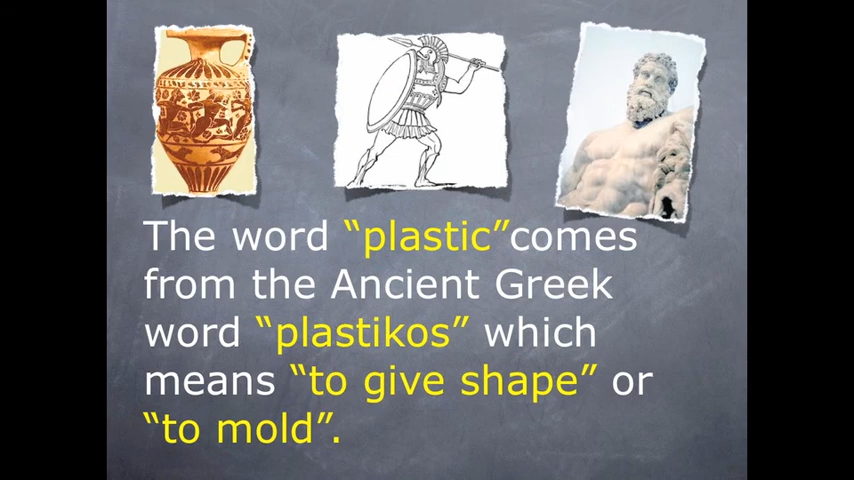 The word “plastic”comes
from the Ancient Greek
word “plastikos” which
means “to give shape” or
“to mold”.